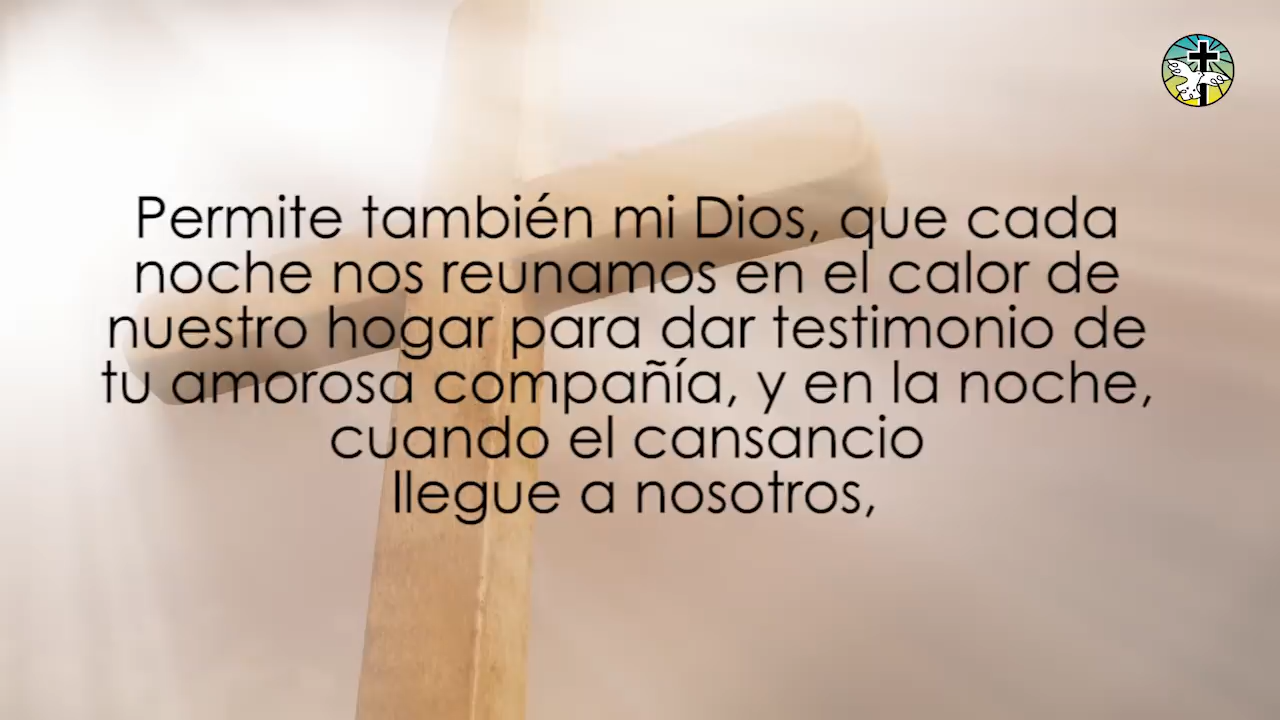 Permite también mi Dios, que cada
noche nos reunamos en el calor de
nuestro hogar para dar testimonio de
tu amorosa compañía, y en la noche,
cuando el cansancio
llegue a nosotros,